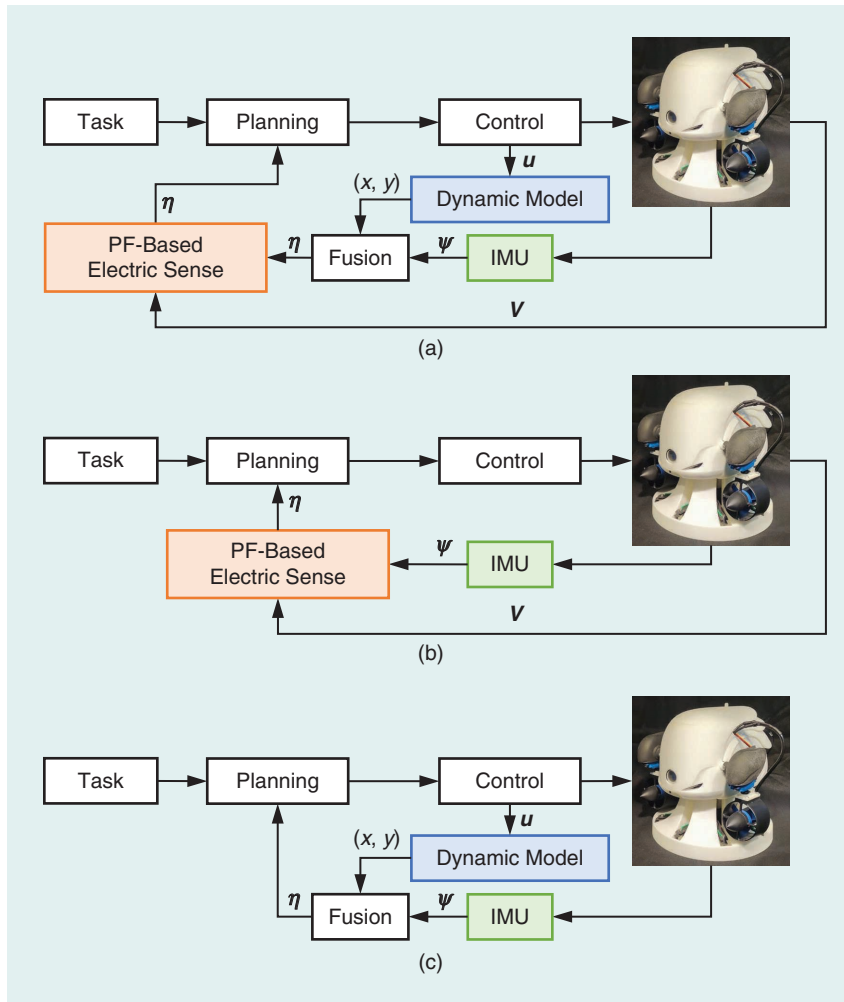 Task
Planning
Control
u
(x, y)
Dynamic Model
η
PF-Based
Electric Sense
η
Fusion
ψ
IMU
V
(a)
Task
Planning
Control
η
PF-Based
Electric Sense
ψ
IMU
V
(b)
Task
Planning
Control
u
(x, y)
Dynamic Model
η
Fusion
ψ
IMU
(c)